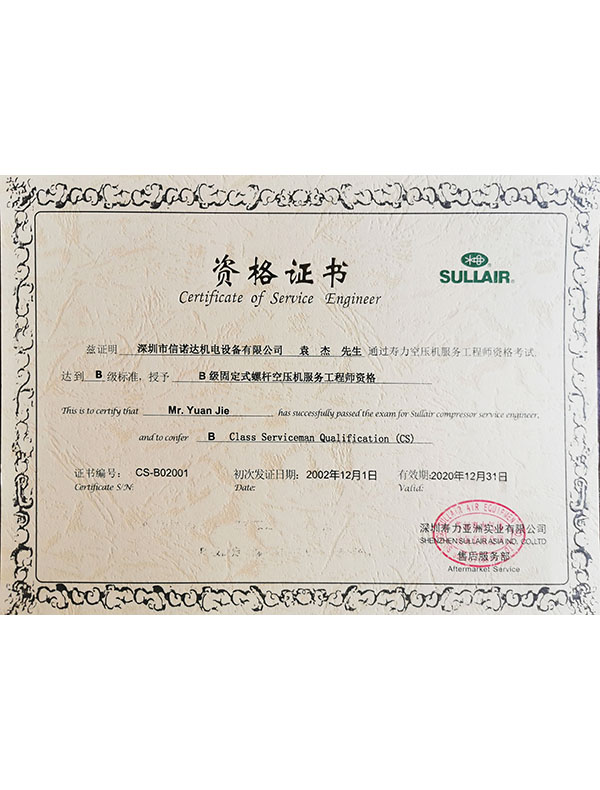 资格证书
Certificate of Service Engineer
SULLAIR
兹证明 深圳市信诺达机电设备有限公司 袁 杰 先生 通过寿力空压机服务工程师资格考试,
达到 B 级标准，授予 B 级固定式螺杆空压机服务工程师资格
This is to certify that Mr. Yuan Jie has successfully passed the exam for Sullair compressor service engineer,
and to confer B Class Serviceman Qualification (CS)
证书编号： CS-B02001 初次发证日期： 2002年12月1日 有效期: 2020年12月31日
Certificate S/N: Date: Valid:
深圳寿力亚洲实业有限公司
SHENZHEN SULLAIR ASIA IND. CO.,LTD
售后服务部
Aftermarket Service